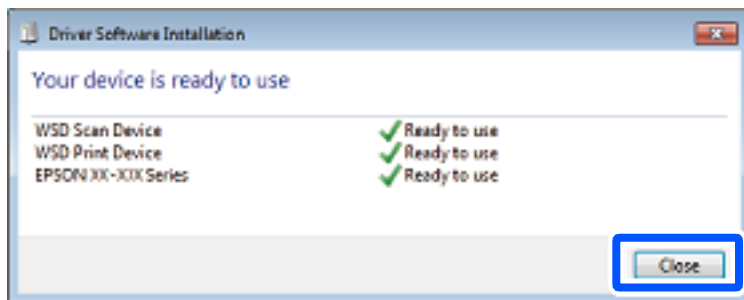 Driver Software Installation
Your device is ready to use
WSD Scan Device Ready to use
WSD Print Device Ready to use
EPSON XX-XXX Series Ready to use
Close